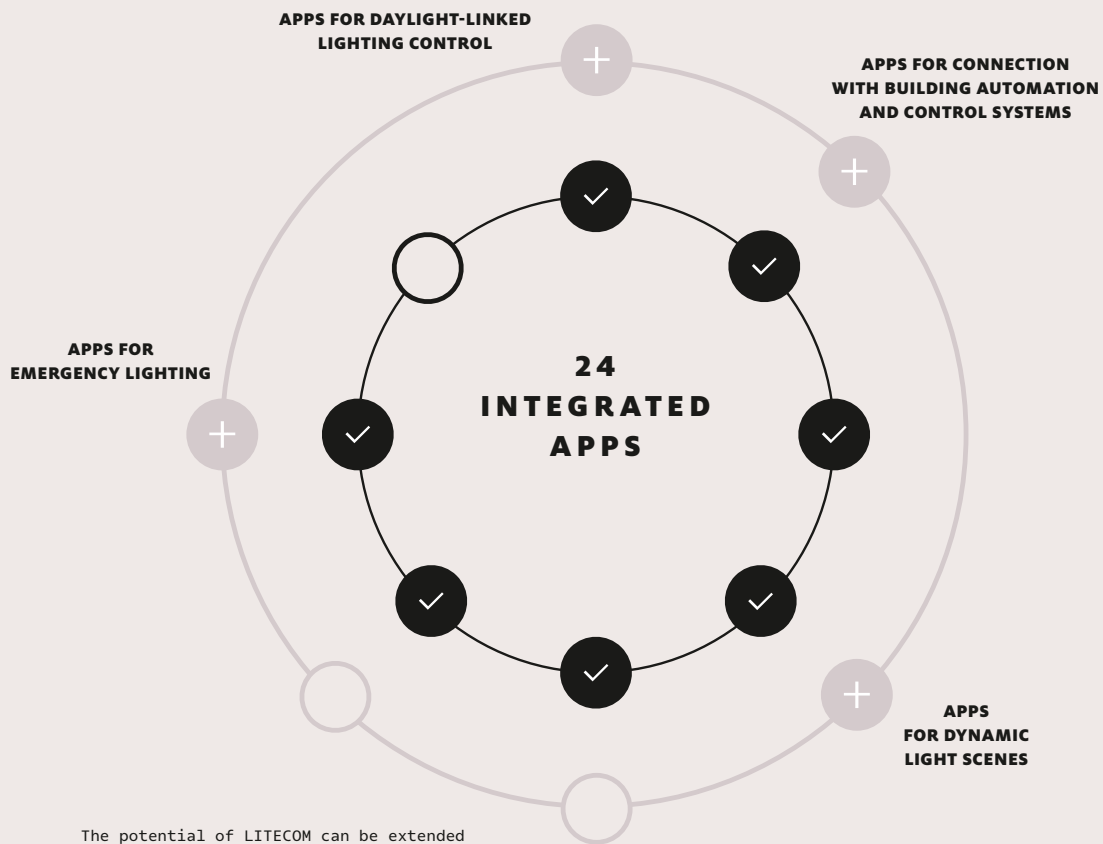 APPS FOR DAYLIGHT-LINKED
LIGHTING CONTROL
APPS FOR CONNECTION
WITH BUILDING AUTOMATION
AND CONTROL SYSTEMS
APPS FOR
EMERGENCY LIGHTING
24
INTEGRATED
APPS
APPS
FOR DYNAMIC
LIGHT SCENES
The potential of LITECOM can be extended